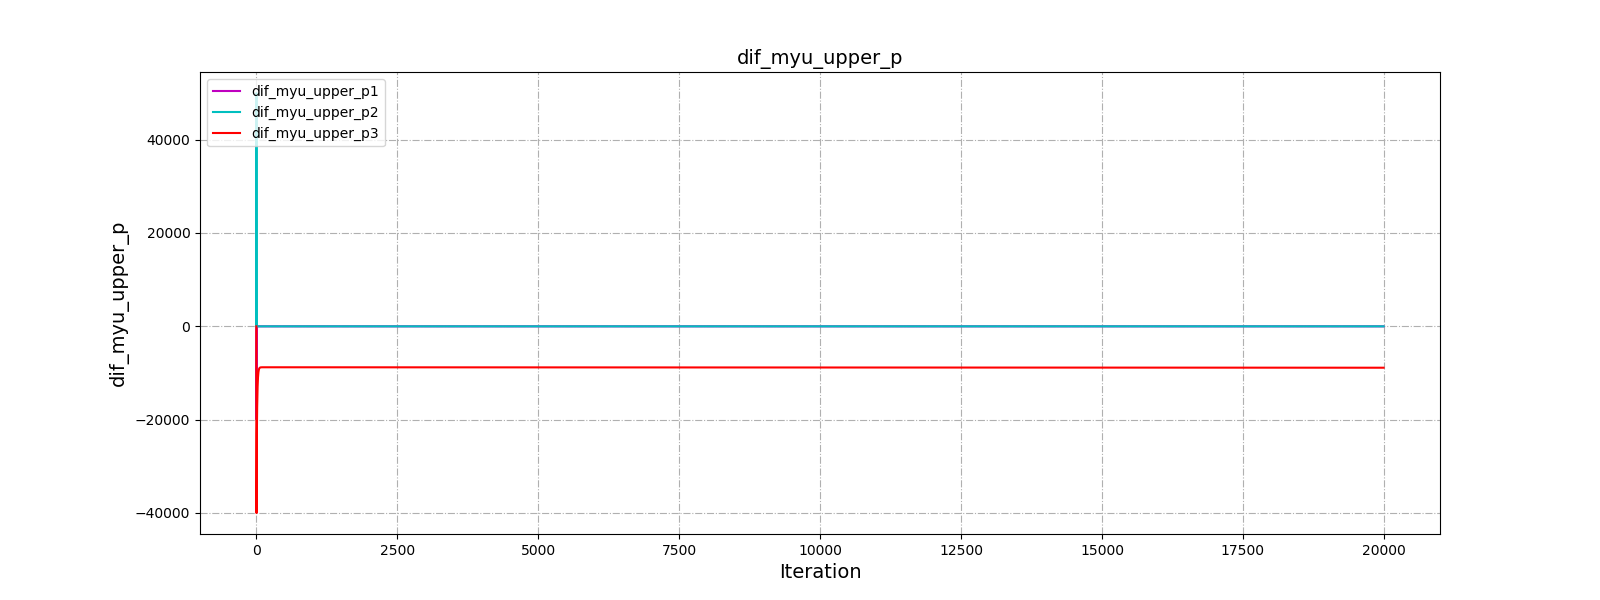 dif_myu_upper_p
dif_myu_upper_p1
dif_myu_upper_p2
dif_myu_upper_p3
dif_myu_upper_p
40000
20000
0
−20000
−40000
0 2500 5000 7500 10000 12500 15000 17500 20000
Iteration